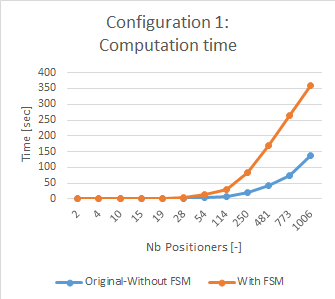 Configuration 1:
Computation time
400
350
300
250
200
150
100
50
0
Time [sec]
2 4 10 15 19 28 54 114 250 481 773 1006
Nb Positioners [-]
Original-Without FSM With FSM